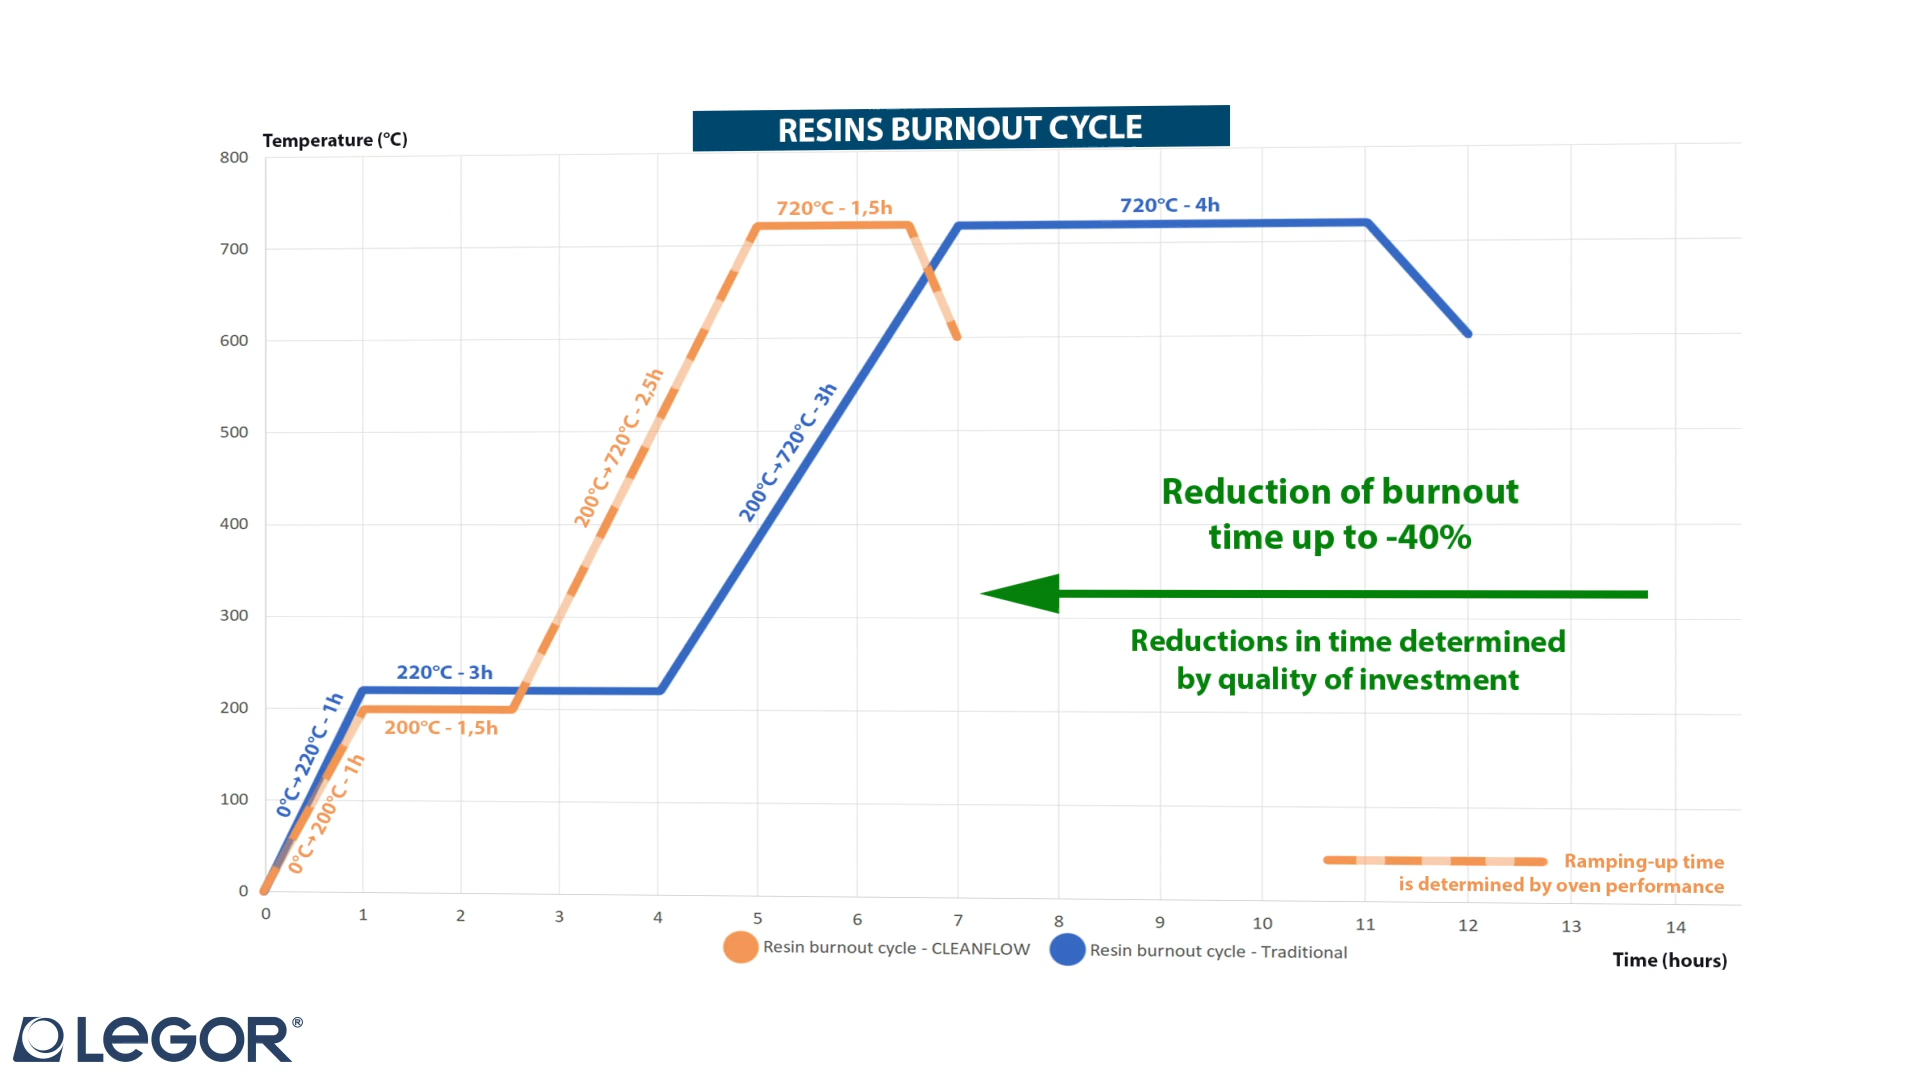 RESINS BURNOUT CYCLE
Temperature (°C)
800
700
600
500
400
300
200
100
0
720°C - 1,5h
720°C - 4h
200°C→720°C - 2,5h
200°C→720°C - 3h
220°C - 3h
200°C - 1,5h
0°C→220°C - 1h
0°C→200°C - 1h
Reduction of burnout
time up to -40%
Reductions in time determined
by quality of investment
Ramping-up time
is determined by oven performance
0 1 2 3 4 5 6 7 8 9 10 11 12 13 14
Resin burnout cycle - CLEANFLOW
Resin burnout cycle - Traditional
Time (hours)
LEGOR®